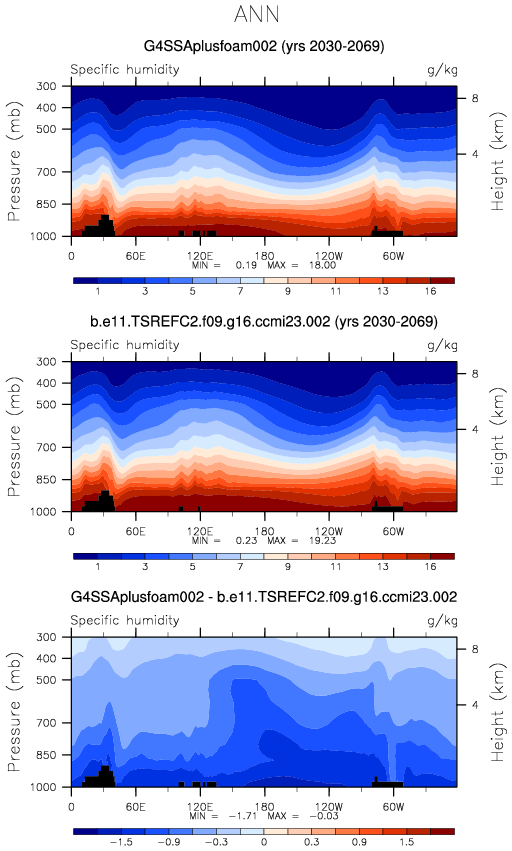 ANN
G4SSAplusfoam002 (yrs 2030-2069)
Specific humidity g/kg
Pressure (mb)
300
400
500
700
850
1000
8
4
Height (km)
0 60E 120E 180 120W 60W
MIN = 0.19 MAX = 18.00
1 3 5 7 9 11 13 16
b.e11.TSREFC2.f09.g16.ccmi23.002 (yrs 2030-2069)
Specific humidity g/kg
Pressure (mb)
300
400
500
700
850
1000
8
4
Height (km)
0 60E 120E 180 120W 60W
MIN = 0.23 MAX = 19.23
1 3 5 7 9 11 13 16
G4SSAplusfoam002 - b.e11.TSREFC2.f09.g16.ccmi23.002
Specific humidity g/kg
Pressure (mb)
300
400
500
700
850
1000
8
4
Height (km)
0 60E 120E 180 120W 60W
MIN = -1.71 MAX = -0.03
-1.5 -0.9 -0.3 0 0.3 0.9 1.5